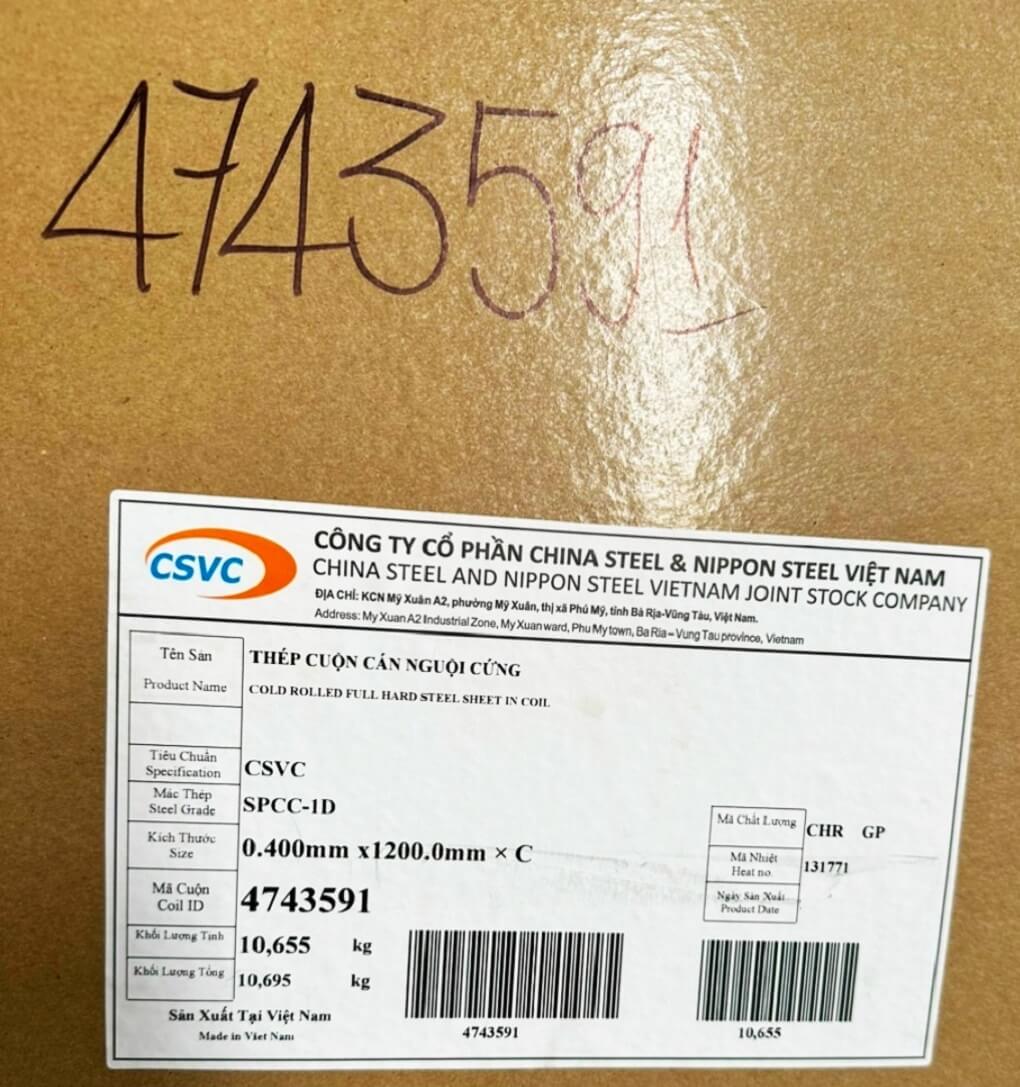 4743591
CSVC
CÔNG TY CỔ PHẦN CHINA STEEL & NIPPON STEEL VIỆT NAM
CHINA STEEL AND NIPPON STEEL VIETNAM JOINT STOCK COMPANY
ĐỊA CHỈ: KCN Mỹ Xuân A2, phường Mỹ Xuân, thị xã Phú Mỹ, tỉnh Bà Rịa-Vũng Tàu, Việt Nam.
Address: My Xuan A2 Industrial Zone, My Xuan ward, Phu My town, Ba Ria – Vung Tau province, Vietnam
Tên Sản THÉP CUỘN CÁN NGUỘI CỨNG
Product Name COLD ROLLED FULL HARD STEEL SHEET IN COIL
Tiêu Chuẩn
Specification CSVC
Mác Thép
Steel Grade SPCC-1D
Kích Thước
Size 0.400mm x1200.0mm × C
Mã Cuộn
Coil ID 4743591
Khối Lượng Tịnh 10,655 kg
Khối Lượng Tổng 10,695 kg
Mã Chất Lượng CHR GP
Mã Nhiệt
Heat no. 131771
Ngày Sản Xuất
Product Date
4743591
10,655
Sản Xuất Tại Việt Nam
Made in Viet Nam